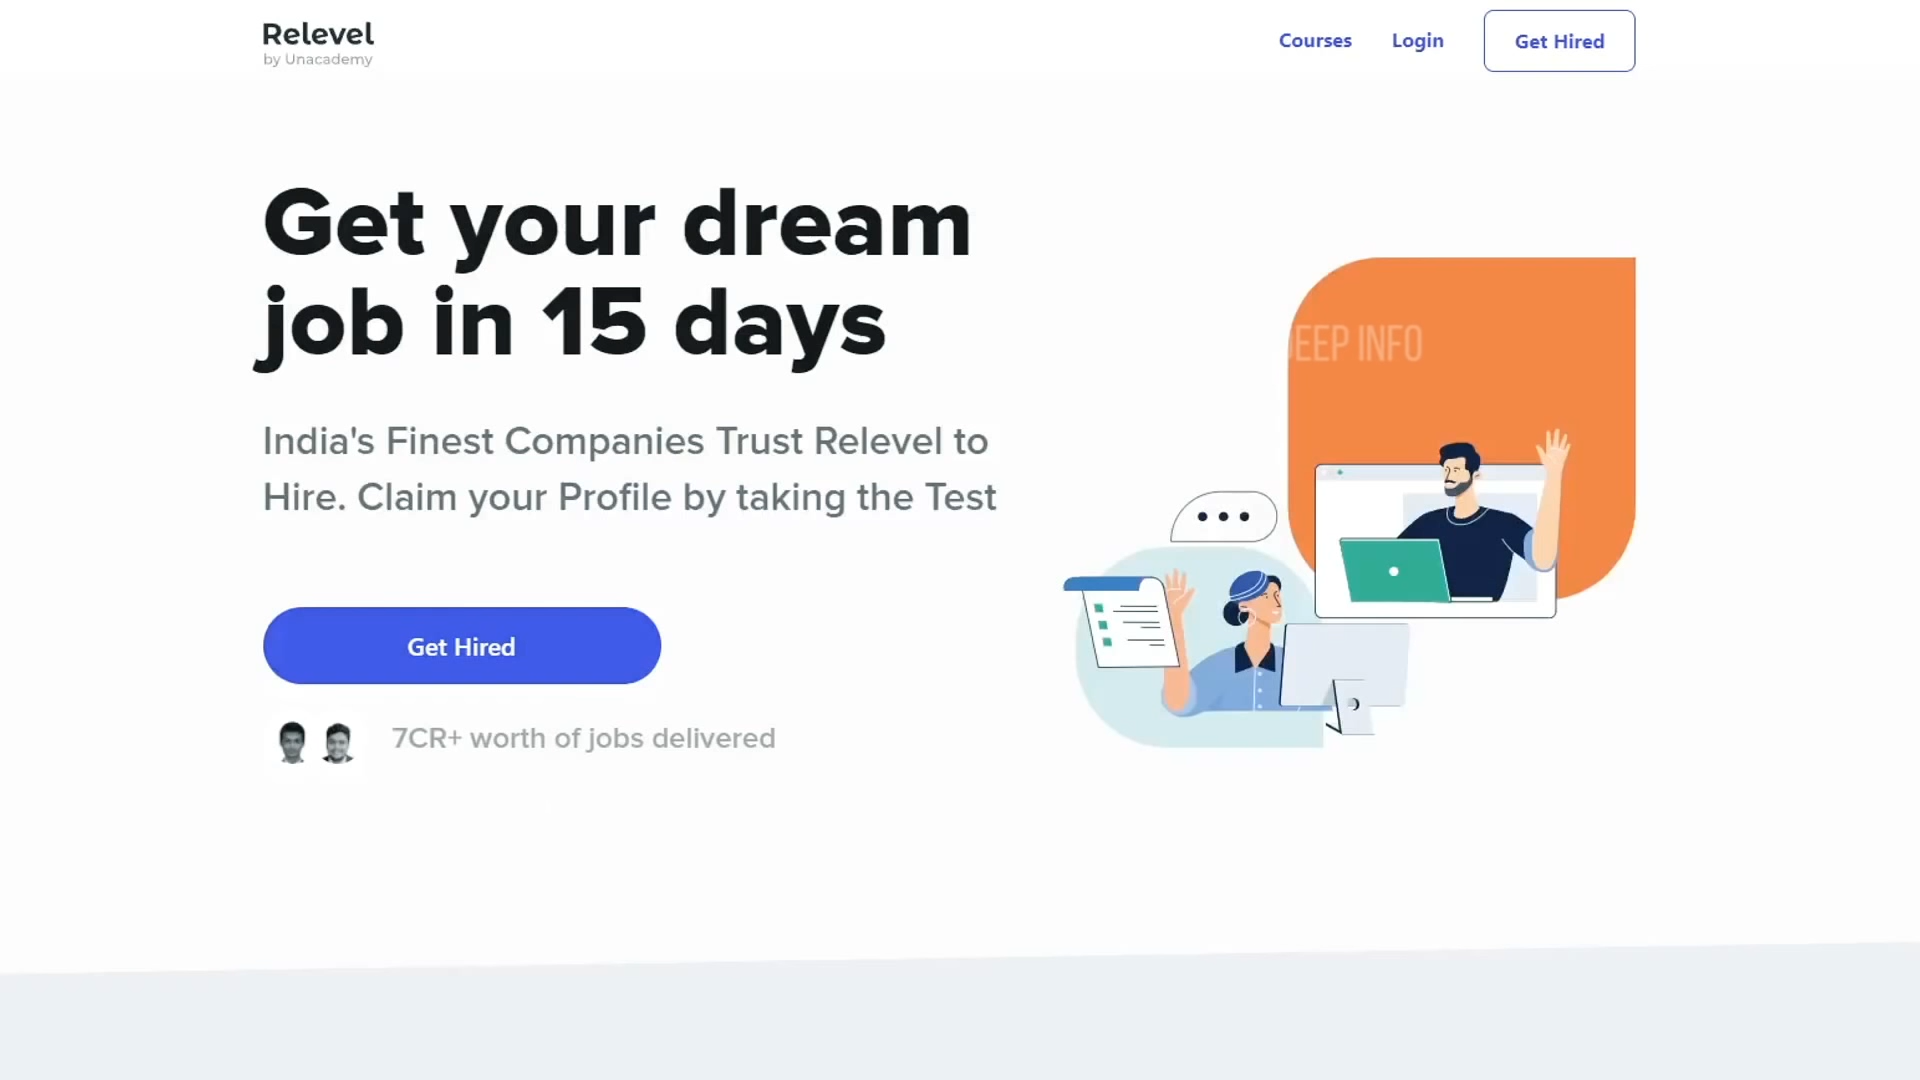 Relevel
by Unacademy
Courses
Login
Get Hired
Get your dream
job in 15 days
India's Finest Companies Trust Relevel to
Hire. Claim your Profile by taking the Test
INFO
Get Hired
7CR+ worth of jobs delivered